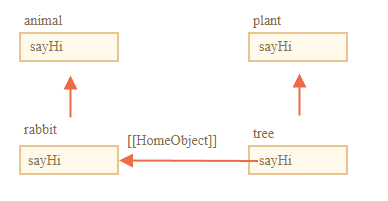 animal
plant
sayHi
sayHi
rabbit
[[HomeObject]]
tree
sayHi
sayHi